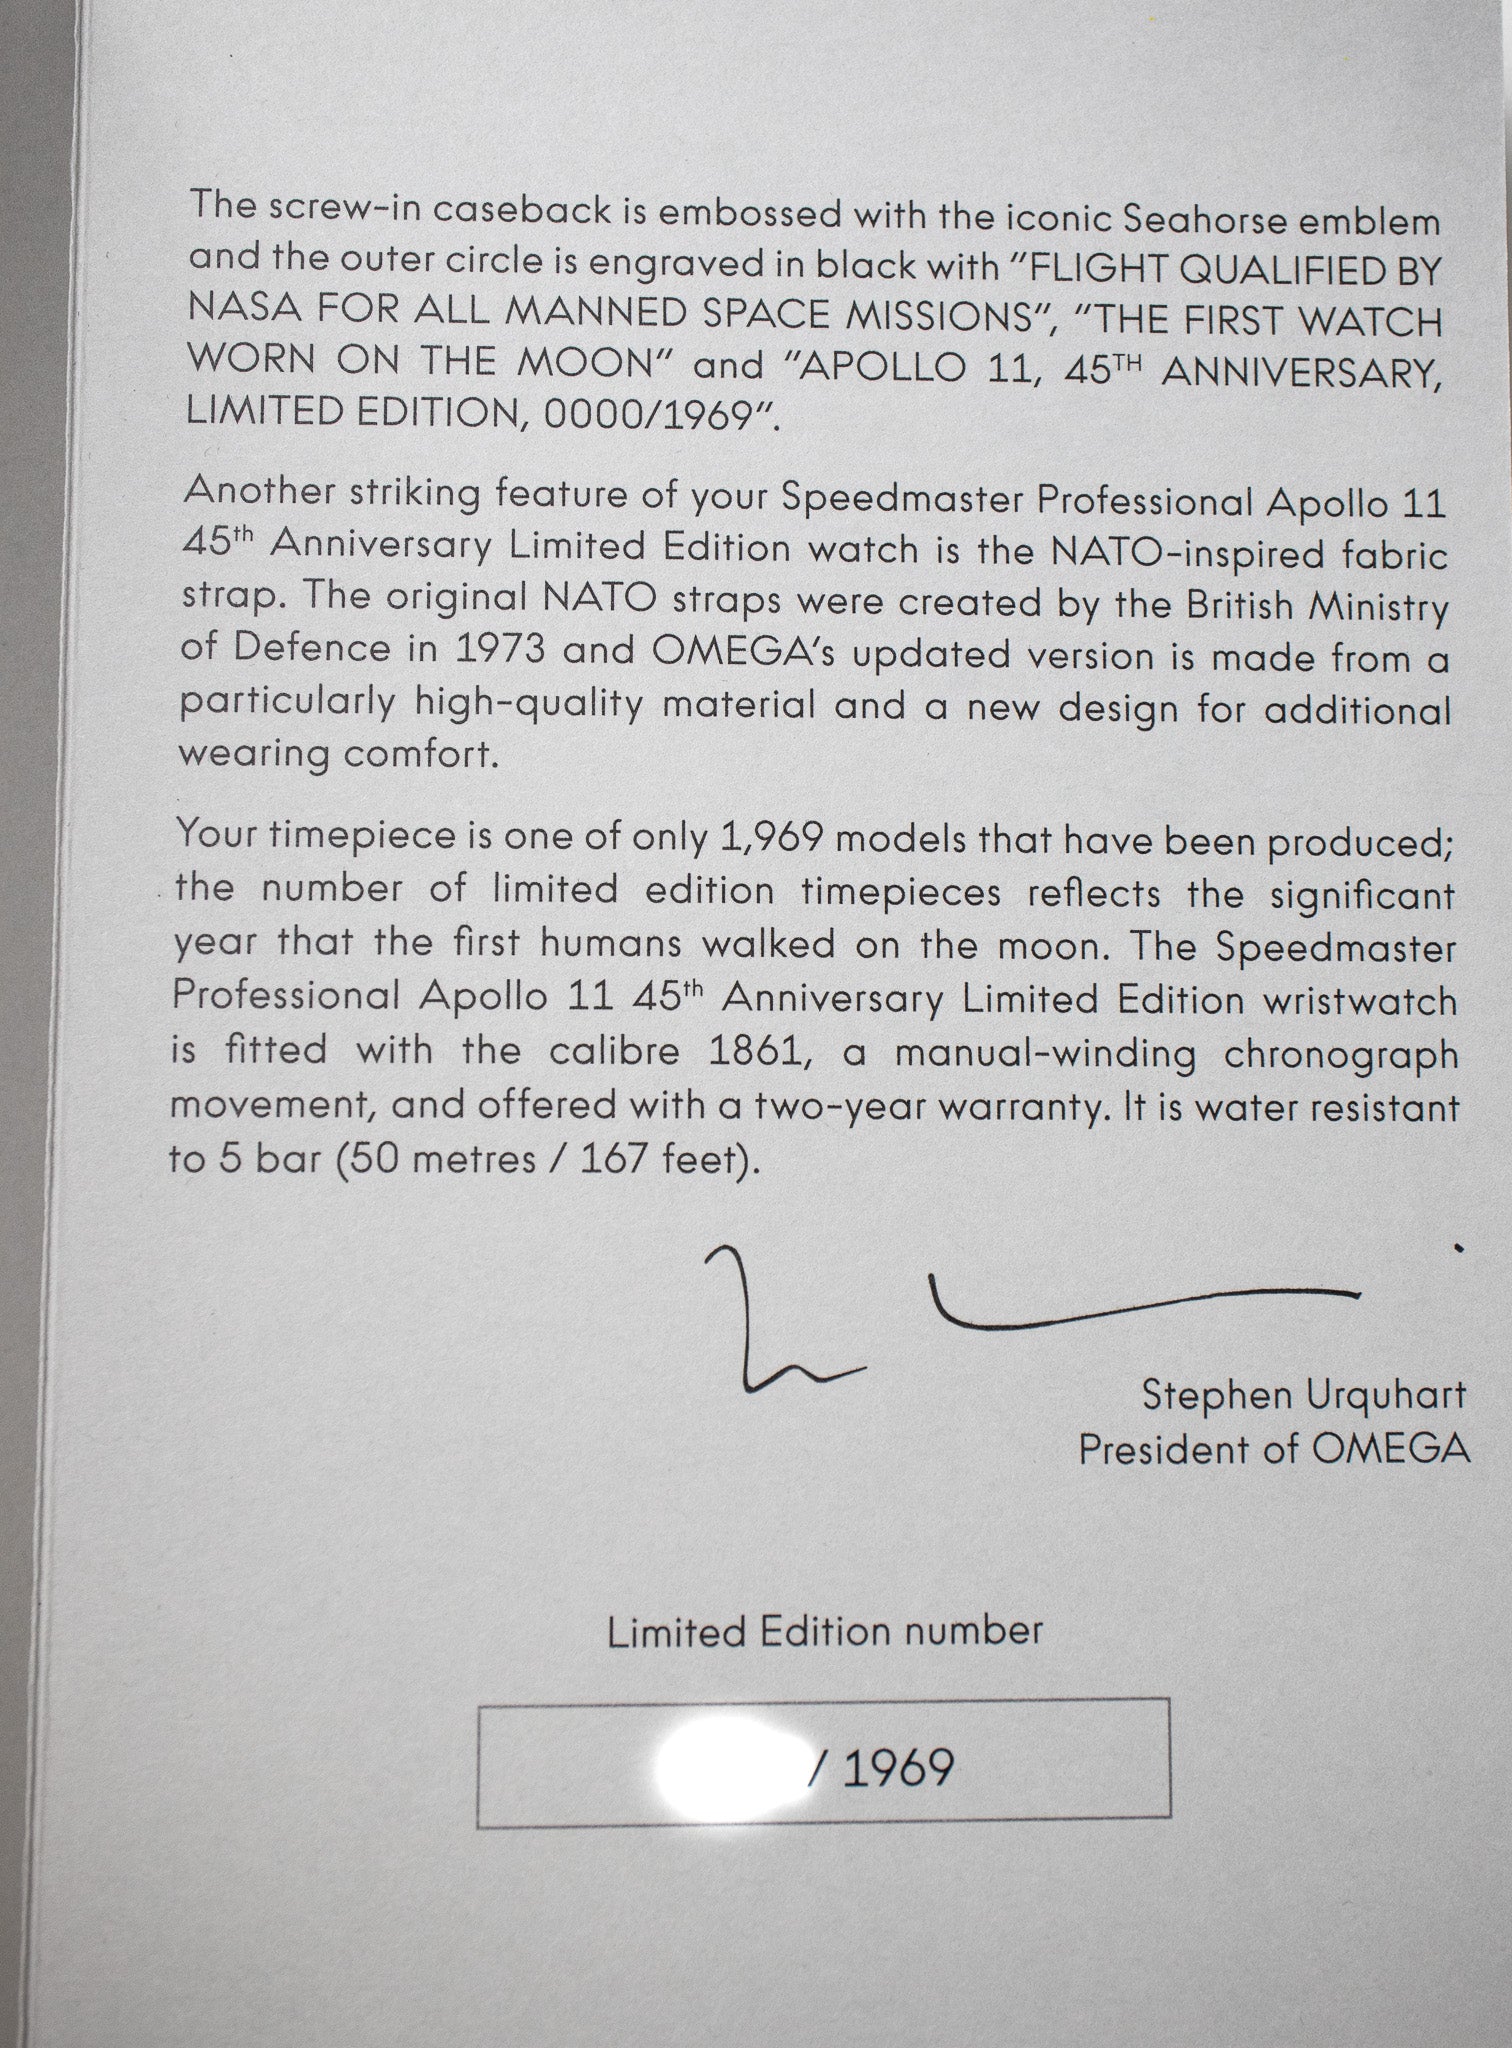 The screw-in caseback is embossed with the iconic Seahorse emblem
and the outer circle is engraved in black with "FLIGHT QUALIFIED BY
NASA FOR ALL MANNED SPACE MISSIONS", "THE FIRST WATCH
WORN ON THE MOON" and "APOLLO 11, 45TH ANNIVERSARY,
LIMITED EDITION, 0000/1969".
Another striking feature of your Speedmaster Professional Apollo 11
45th Anniversary Limited Edition watch is the NATO-inspired fabric
strap. The original NATO straps were created by the British Ministry
of Defence in 1973 and OMEGA's updated version is made from a
particularly high-quality material and a new design for additional
wearing comfort.
Your timepiece is one of only 1,969 models that have been produced;
the number of limited edition timepieces reflects the significant
year that the first humans walked on the moon. The Speedmaster
Professional Apollo 11 45th Anniversary Limited Edition wristwatch
is fitted with the calibre 1861, a manual-winding chronograph
movement, and offered with a two-year warranty. It is water resistant
to 5 bar (50 metres / 167 feet).
Stephen Urquhart
President of OMEGA
Limited Edition number
/ 1969